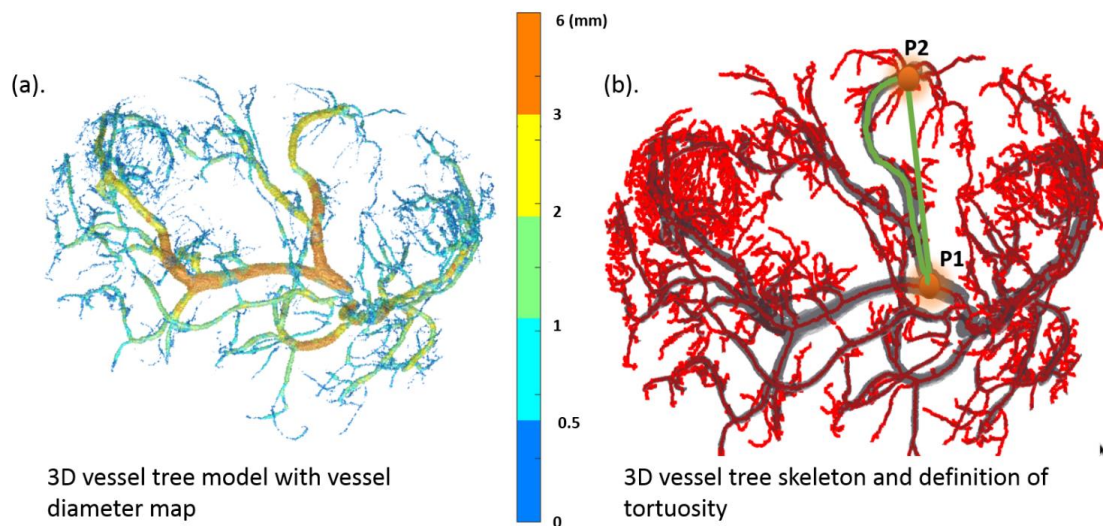 (a).
6 (mm)
3
2
1
0.5
0
3D vessel tree model with vessel
diameter map
(b).
P2
P1
3D vessel tree skeleton and definition of
tortuosity